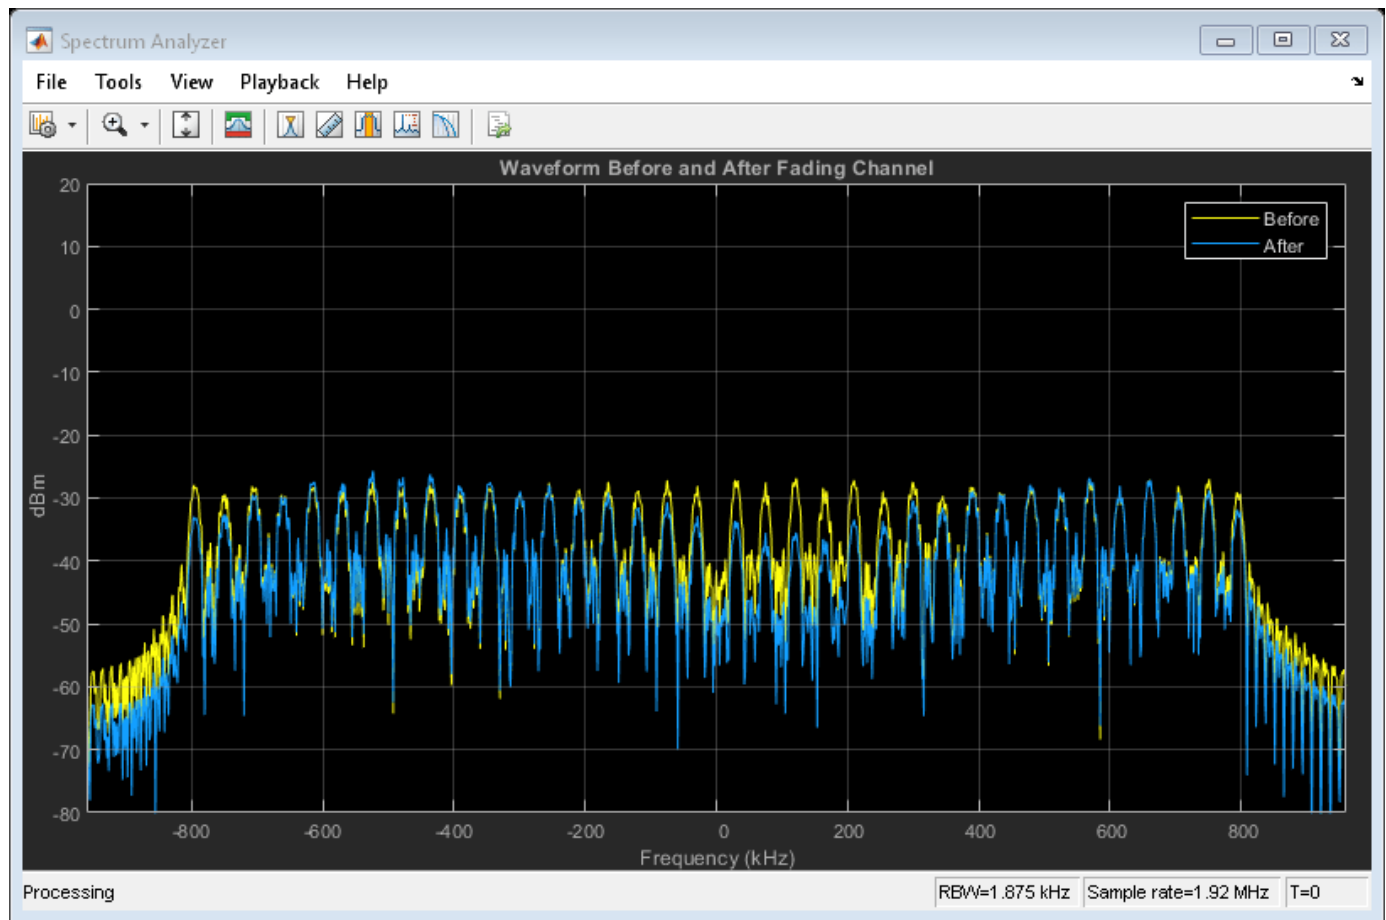 Spectrum Analyzer
File Tools View Playback Help
Waveform Before and After Fading Channel
20
10
0
-10
-20
-30
-40
-50
-60
-70
-80
dBm
Before
After
-800 -600 -400 -200 0 200 400 600 800
Frequency (kHz)
Processing RBW=1.875 kHz Sample rate=1.92 MHz T=0